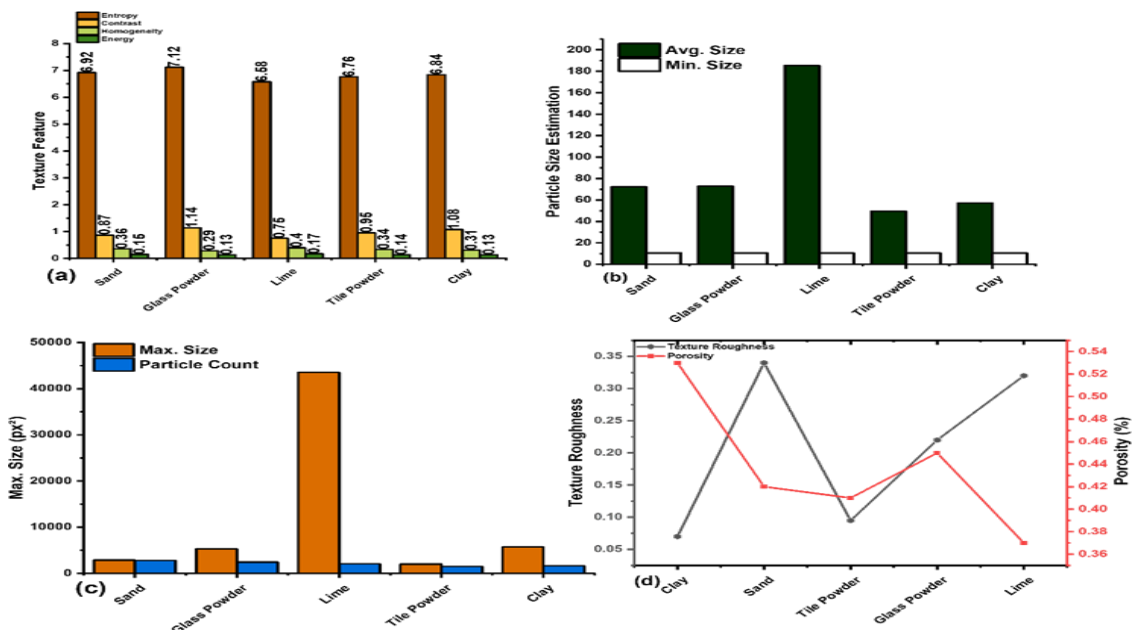 Entropy
Contrast
Homogeneity
Energy
Texture Feature
8
7
6
5
4
3
2
1
0
6.92
0.87
0.36
0.16
7.12
1.14
0.29
0.13
6.58
0.76
0.4
0.17
6.76
0.95
0.34
0.14
6.84
1.08
0.31
0.13
(a)
Sand
Glass Powder
Lime
Tile Powder
Clay
Avg. Size
Min. Size
Particle Size Estimation
200
180
160
140
120
100
80
60
40
20
0
(b)
Sand
Glass Powder
Lime
Tile Powder
Clay
Max. Size
Particle Count
Max. Size (px²)
50000
40000
30000
20000
10000
0
(c)
Sand
Glass Powder
Lime
Tile Powder
Clay
Texture Roughness
Porosity
Texture Roughness
0.35
0.30
0.25
0.20
0.15
0.10
0.05
Porosity (%)
0.54
0.52
0.50
0.48
0.46
0.44
0.42
0.40
0.38
0.36
(d)
Clay
Sand
Tile Powder
Glass Powder
Lime